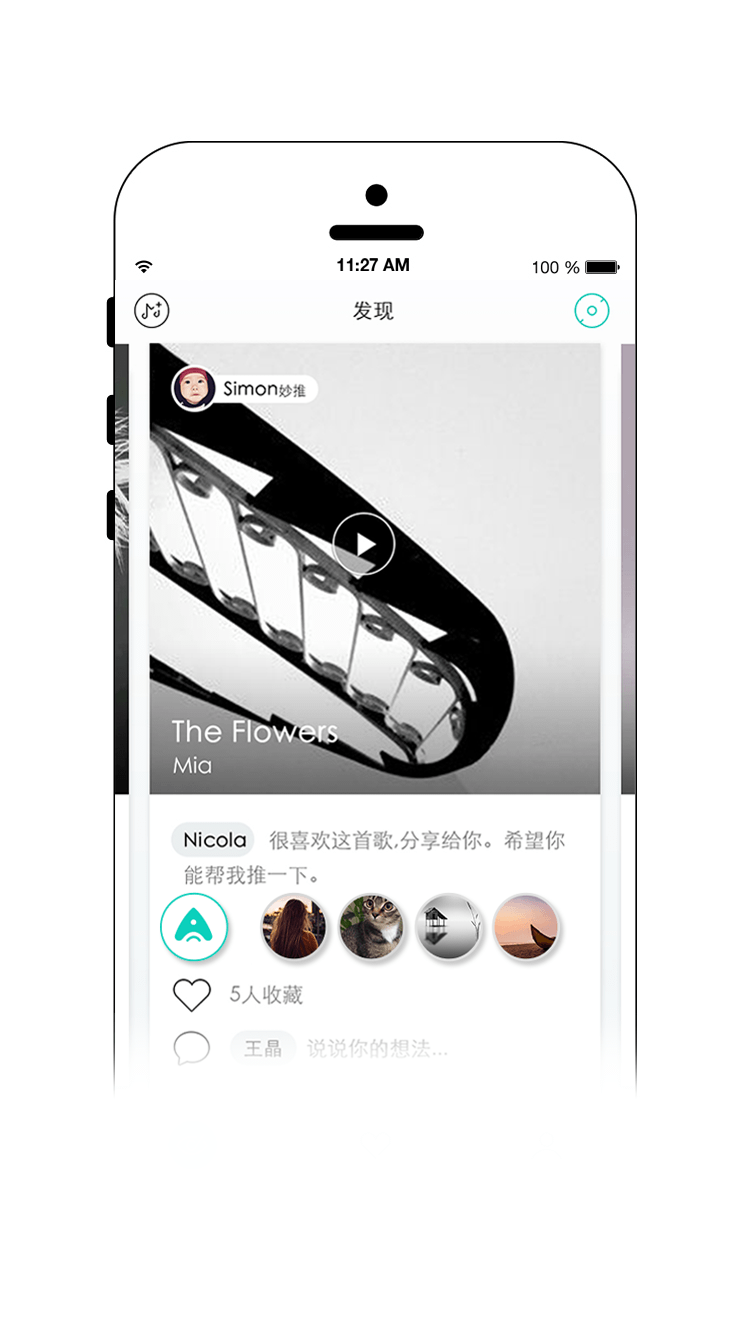 11:27 AM
100 %
发现
Simon妙推
The Flowers
Mia
Nicola 很喜欢这首歌,分享给你。希望你
能帮我推一下。
5人收藏
王晶 说说你的想法...